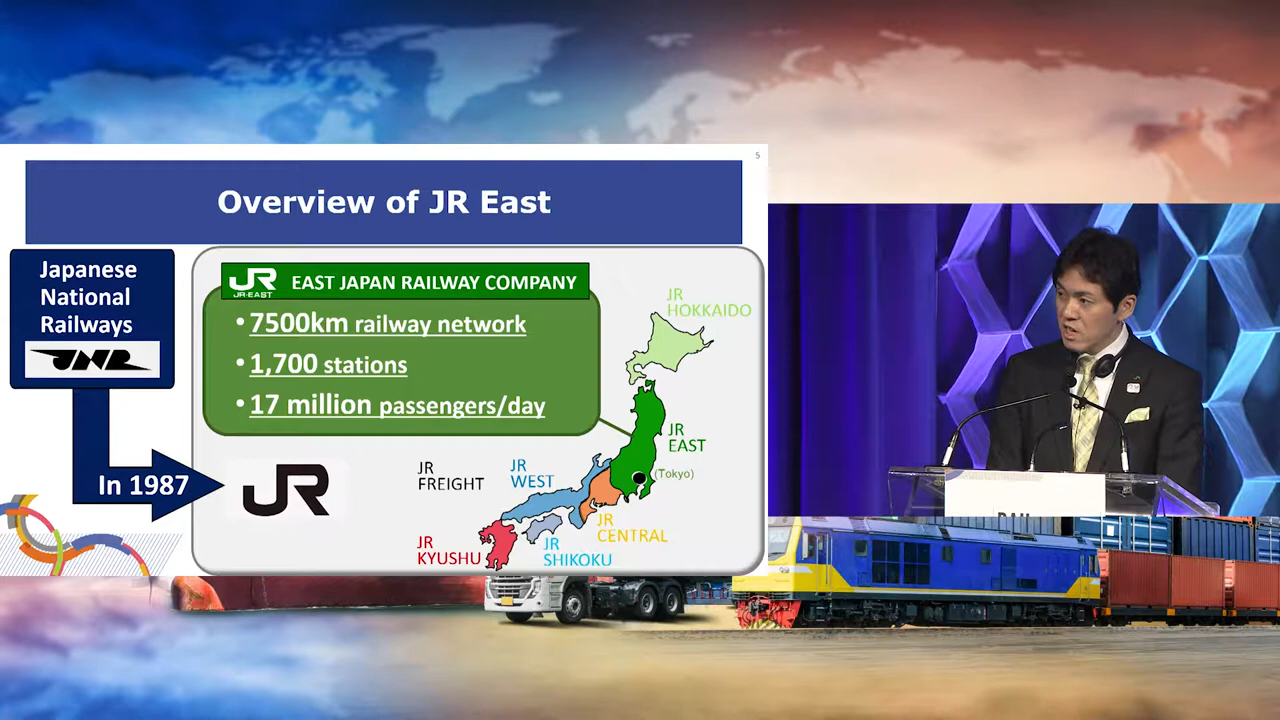 5
Overview of JR East
Japanese
National
Railways
JNR
In 1987
JR
JR-EAST
EAST JAPAN RAILWAY COMPANY
• 7500km railway network
• 1,700 stations
• 17 million passengers/day
JR
JR
HOKKAIDO
JR
EAST
(Tokyo)
JR
FREIGHT
JR
WEST
JR
CENTRAL
JR
KYUSHU
JR
SHIKOKU